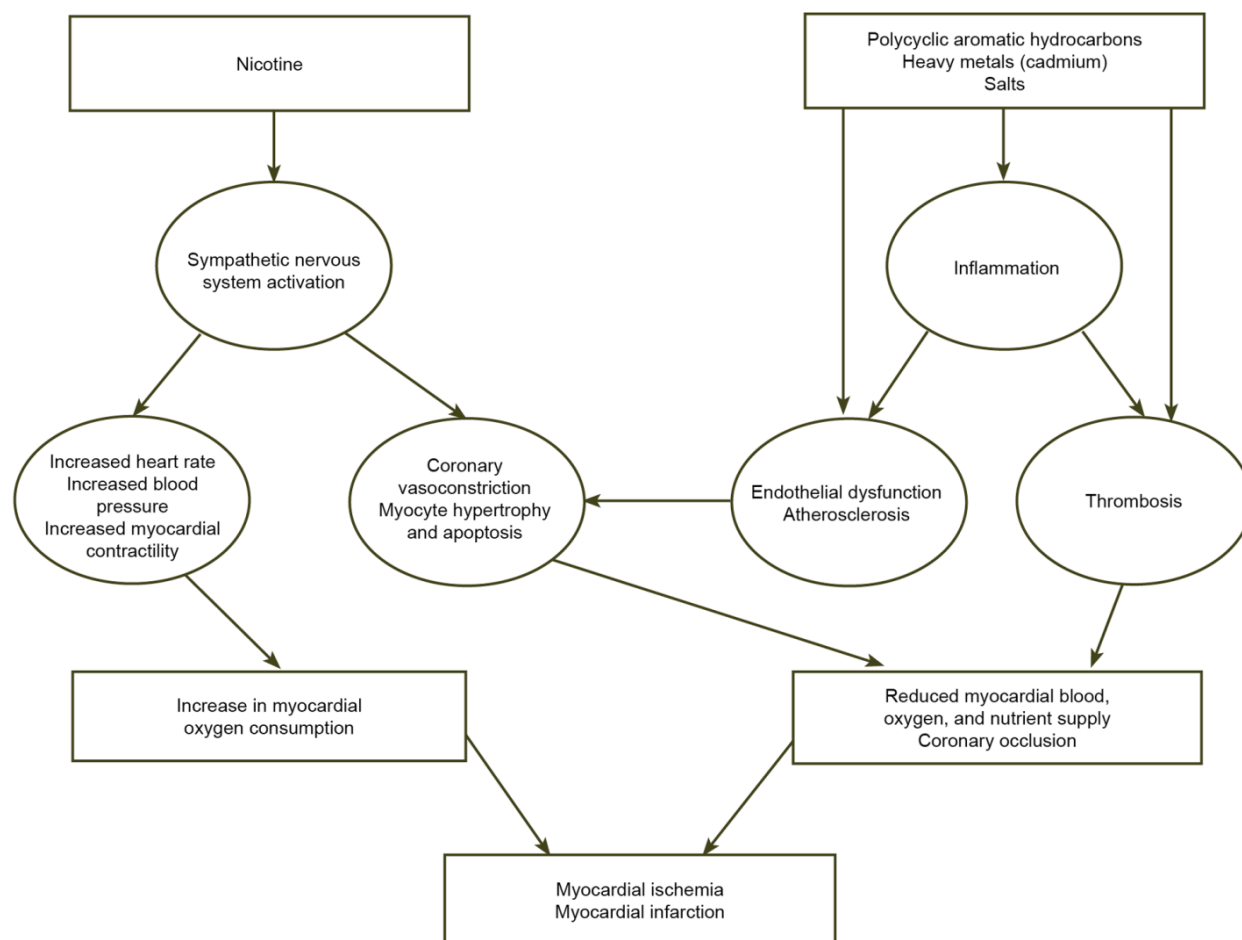 Nicotine
Polycyclic aromatic hydrocarbons
Heavy metals (cadmium)
Salts
Sympathetic nervous
system activation
Inflammation
Increased heart rate
Increased blood
pressure
Increased myocardial
contractility
Coronary
vasoconstriction
Myocyte hypertrophy
and apoptosis
Endothelial dysfunction
Atherosclerosis
Thrombosis
Increase in myocardial
oxygen consumption
Reduced myocardial blood,
oxygen, and nutrient supply
Coronary occlusion
Myocardial ischemia
Myocardial infarction